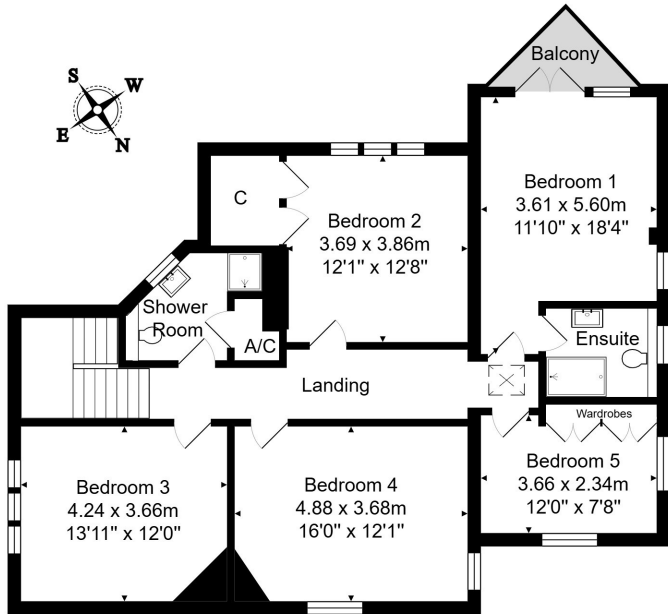 Balcony
S
W
E
N
Bedroom 1
3.61 x 5.60m
11'10" x 18'4"
C
Bedroom 2
3.69 x 3.86m
12'1" x 12'8"
Shower
Room
A/C
Ensuite
Landing
Wardrobes
Bedroom 3
4.24 x 3.66m
13'11" x 12'0"
Bedroom 4
4.88 x 3.68m
16'0" x 12'1"
Bedroom 5
3.66 x 2.34m
12'0" x 7'8"